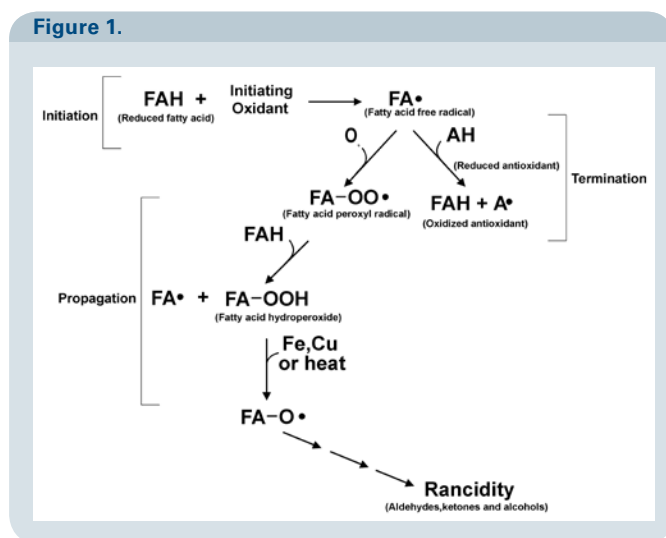 Figure 1.
Initiation
FAH +
(Reduced fatty acid)
Initiating
Oxidant
FA•
(Fatty acid free radical)
O
AH
(Reduced antioxidant)
Termination
FA-OO•
(Fatty acid peroxyl radical)
FAH + A•
(Oxidized antioxidant)
FAH
Propagation
FA• + FA-OOH
(Fatty acid hydroperoxide)
Fe,Cu
or heat
FA-O•
Rancidity
(Aldehydes,ketones and alcohols)